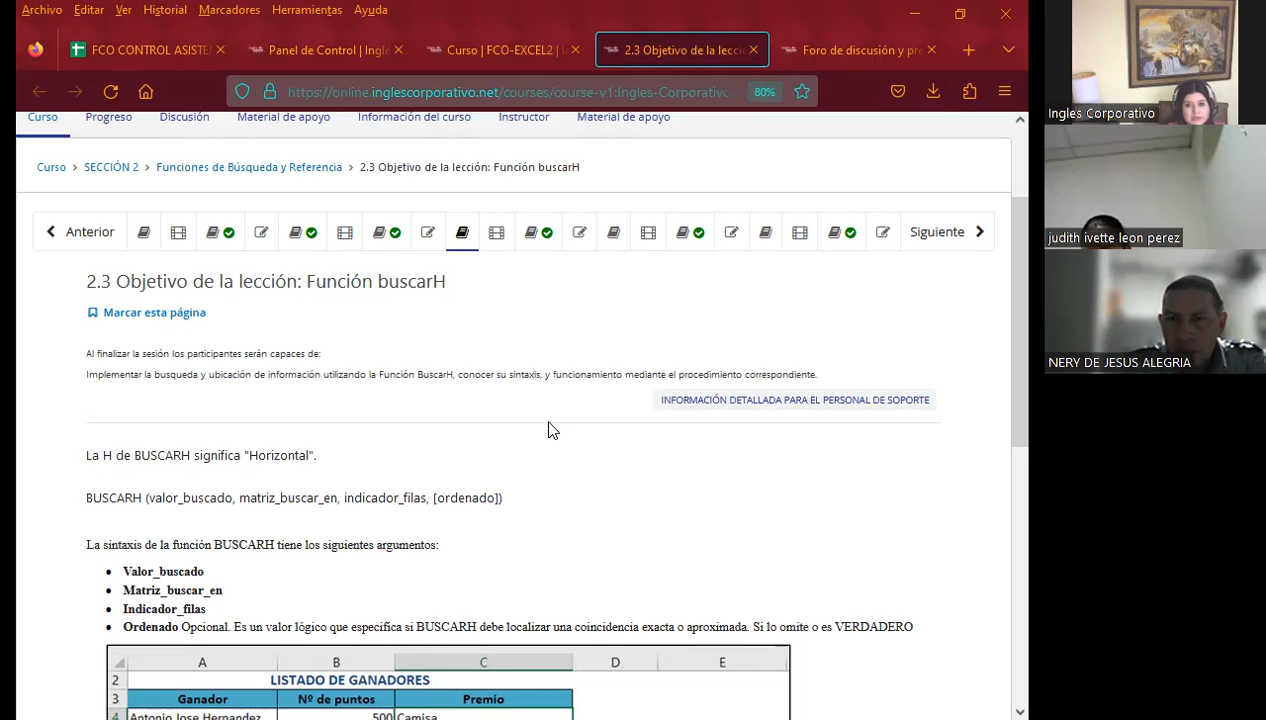 Archivo Editar Ver Historial Marcadores Herramientas Ayuda
FCO CONTROL ASISTE
Panel de Control | Ingl
Curso | FCO-EXCEL2 | I
2.3 Objetivo de la lecci
Foro de discusión y pre
https://online.inglescorporativo.net/courses/course-v1:Ingles-Corporativo
80%
Curso Progreso Discusión Material de apoyo Información del curso Instructor Material de apoyo
Curso > SECCIÓN 2 > Funciones de Búsqueda y Referencia > 2.3 Objetivo de la lección: Función buscarH
Anterior
Siguiente
2.3 Objetivo de la lección: Función buscarH
Marcar esta página
Al finalizar la sesión los participantes serán capaces de:
Implementar la busqueda y ubicación de información utilizando la Función BuscarH, conocer su sintaxis, y funcionamiento mediante el procedimiento correspondiente.
INFORMACIÓN DETALLADA PARA EL PERSONAL DE SOPORTE
La H de BUSCARH significa "Horizontal".
BUSCARH (valor_buscado, matriz_buscar_en, indicador_filas, [ordenado])
La sintaxis de la función BUSCARH tiene los siguientes argumentos:
• Valor_buscado
• Matriz_buscar_en
• Indicador_filas
• Ordenado Opcional. Es un valor lógico que especifica si BUSCARH debe localizar una coincidencia exacta o aproximada. Si lo omite o es VERDADERO
A B C D E
2 LISTADO DE GANADORES
3 Ganador Nº de puntos Premio
4 Antonio Jose Hernandez 500 Camisa
Ingles Corporativo
judith ivette leon perez
NERY DE JESUS ALEGRIA